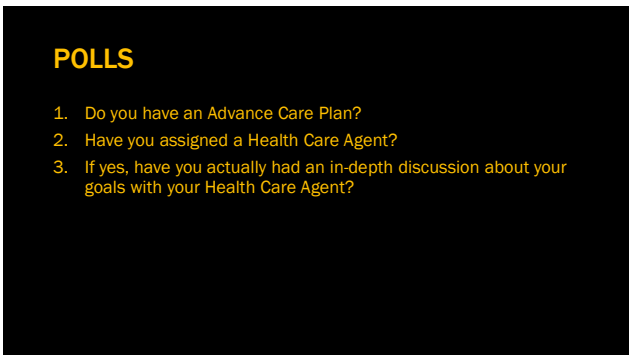 POLLS
1. Do you have an Advance Care Plan?
2. Have you assigned a Health Care Agent?
3. If yes, have you actually had an in-depth discussion about your
goals with your Health Care Agent?